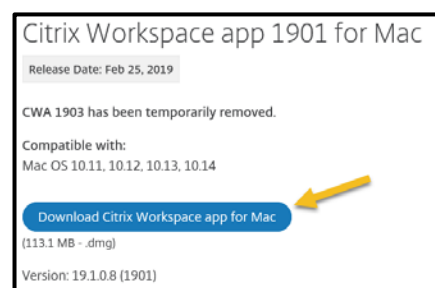 Citrix Workspace app 1901 for Mac
Release Date: Feb 25, 2019
CWA 1903 has been temporarily removed.
Compatible with:
Mac OS 10.11, 10.12, 10.13, 10.14
Download Citrix Workspace app for Mac
(113.1 MB - .dmg)
Version: 19.1.0.8 (1901)